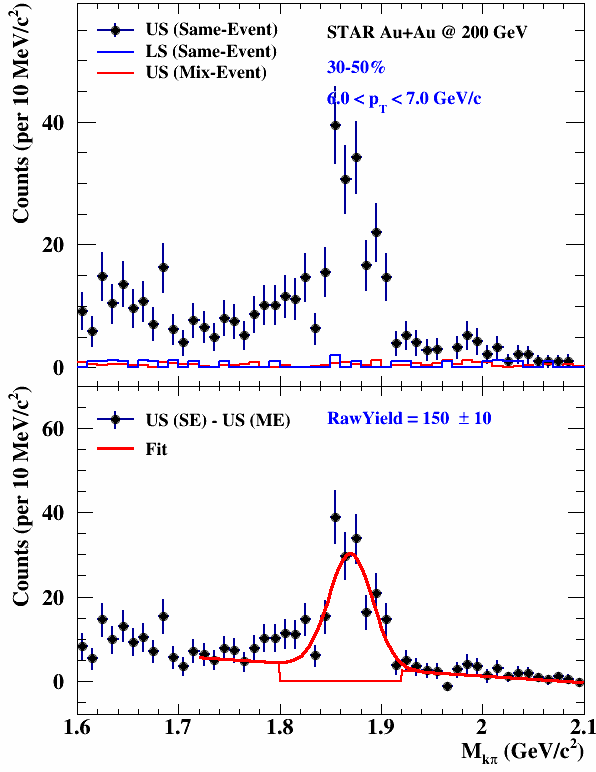 US (Same-Event)
LS (Same-Event)
US (Mix-Event)
STAR Au+Au @ 200 GeV
30-50%
6.0 < p_T < 7.0 GeV/c
Counts (per 10 MeV/c²)
40
20
0
US (SE) - US (ME)
Fit
RawYield = 150 ± 10
Counts (per 10 MeV/c²)
60
40
20
0
1.6 1.7 1.8 1.9 2 2.1
M_kπ (GeV/c²)